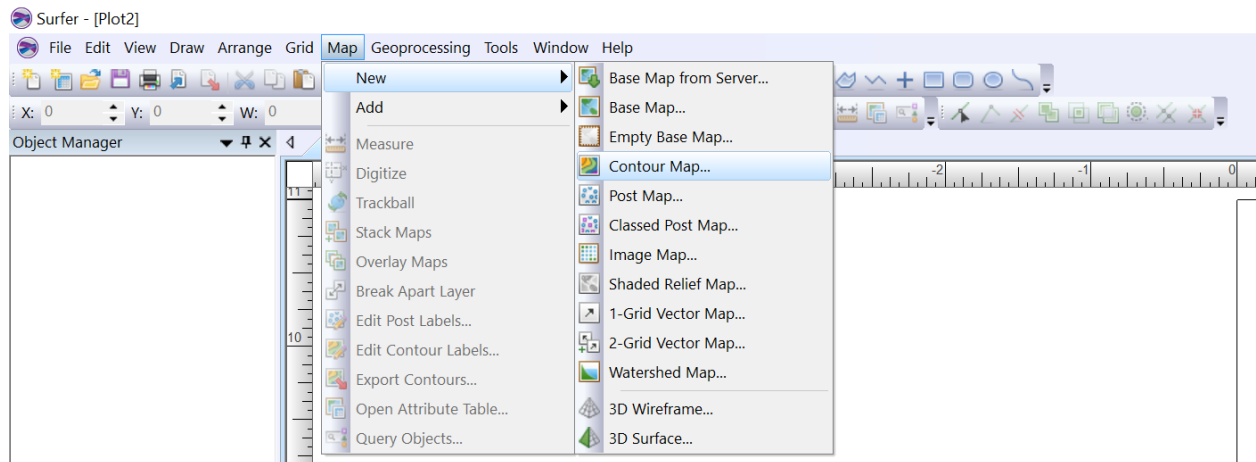 Surfer - [Plot2]
File Edit View Draw Arrange Grid Map Geoprocessing Tools Window Help
New
Add
Measure
Digitize
Trackball
Stack Maps
Overlay Maps
Break Apart Layer
Edit Post Labels...
Edit Contour Labels...
Export Contours...
Open Attribute Table...
Query Objects...
Base Map from Server...
Base Map...
Empty Base Map...
Contour Map...
Post Map...
Classed Post Map...
Image Map...
Shaded Relief Map...
1-Grid Vector Map...
2-Grid Vector Map...
Watershed Map...
3D Wireframe...
3D Surface...
X: 0 Y: 0 W: 0
Object Manager
-2 -1 0
11
10